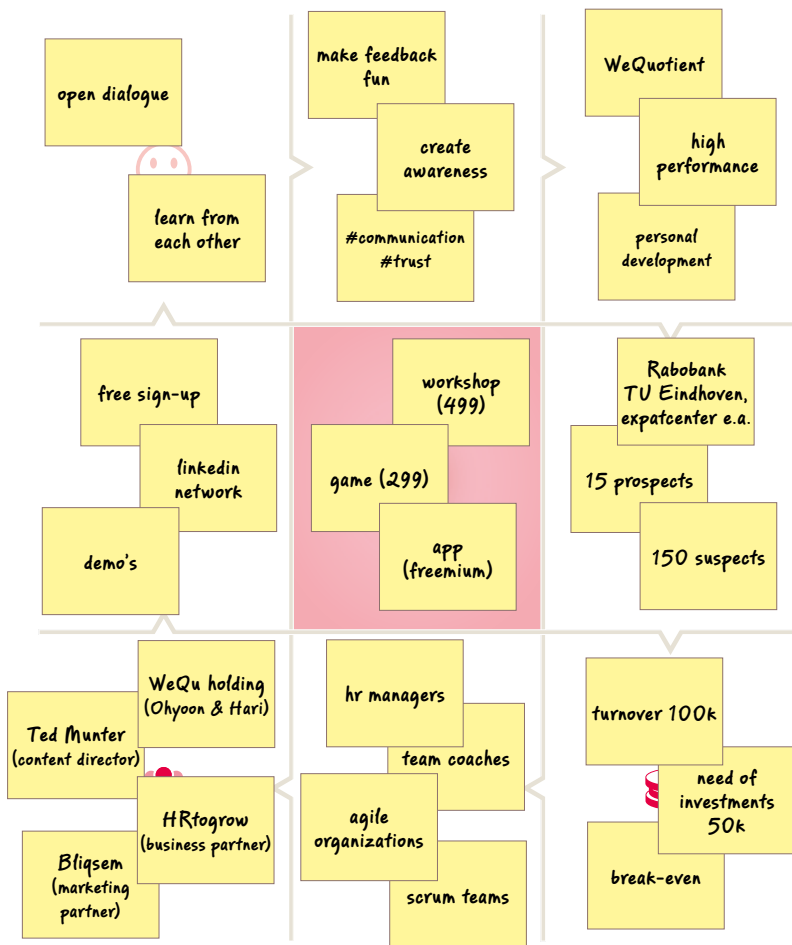 open dialogue
learn from
each other
make feedback
fun
create
awareness
#communication
#trust
WeQuotient
high
performance
personal
development
free sign-up
linkedin
network
demo's
workshop
(499)
game (299)
app
(freemium)
Rabobank
TU Eindhoven,
expatcenter e.a.
15 prospects
150 suspects
WeQu holding
(Ohyoon & Hari)
Ted Munter
(content director)
HRtogrow
(business partner)
Bliqsem
(marketing
partner)
hr managers
team coaches
agile
organizations
scrum teams
turnover 100k
need of
investments
50k
break-even